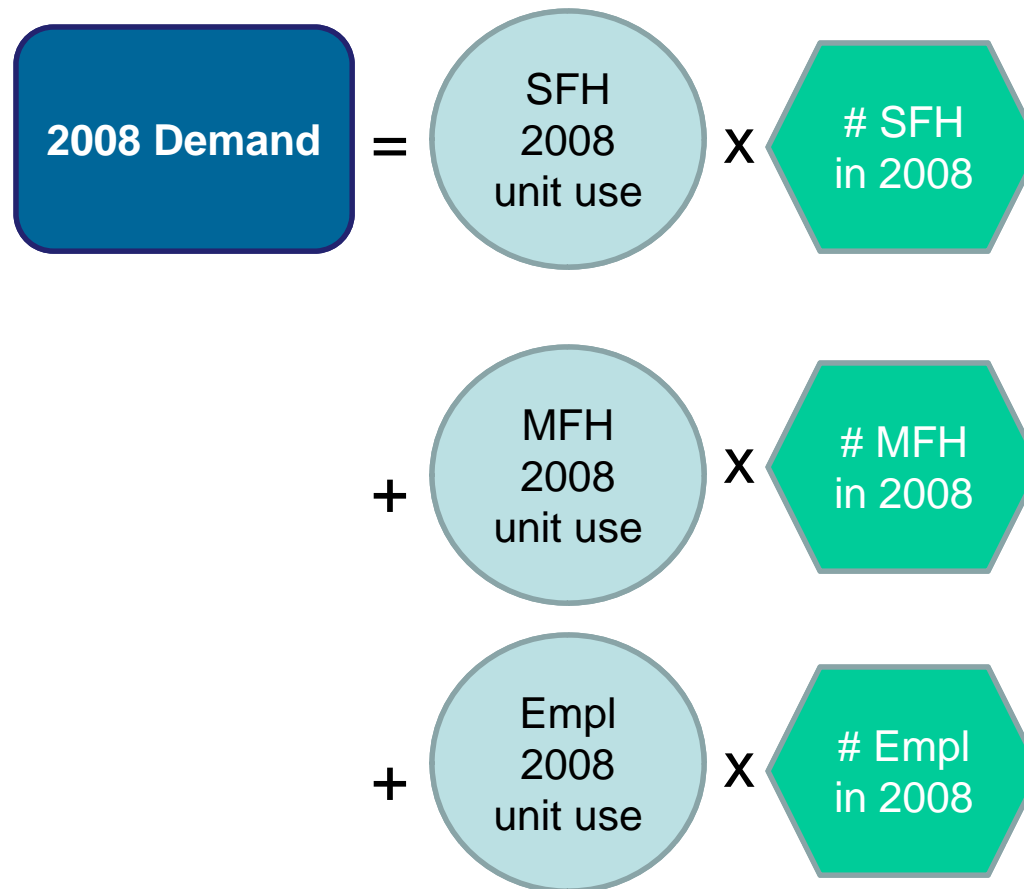 2008 Demand
=
SFH
2008
unit use
x
# SFH
in 2008
+
MFH
2008
unit use
x
# MFH
in 2008
+
Empl
2008
unit use
x
# Empl
in 2008